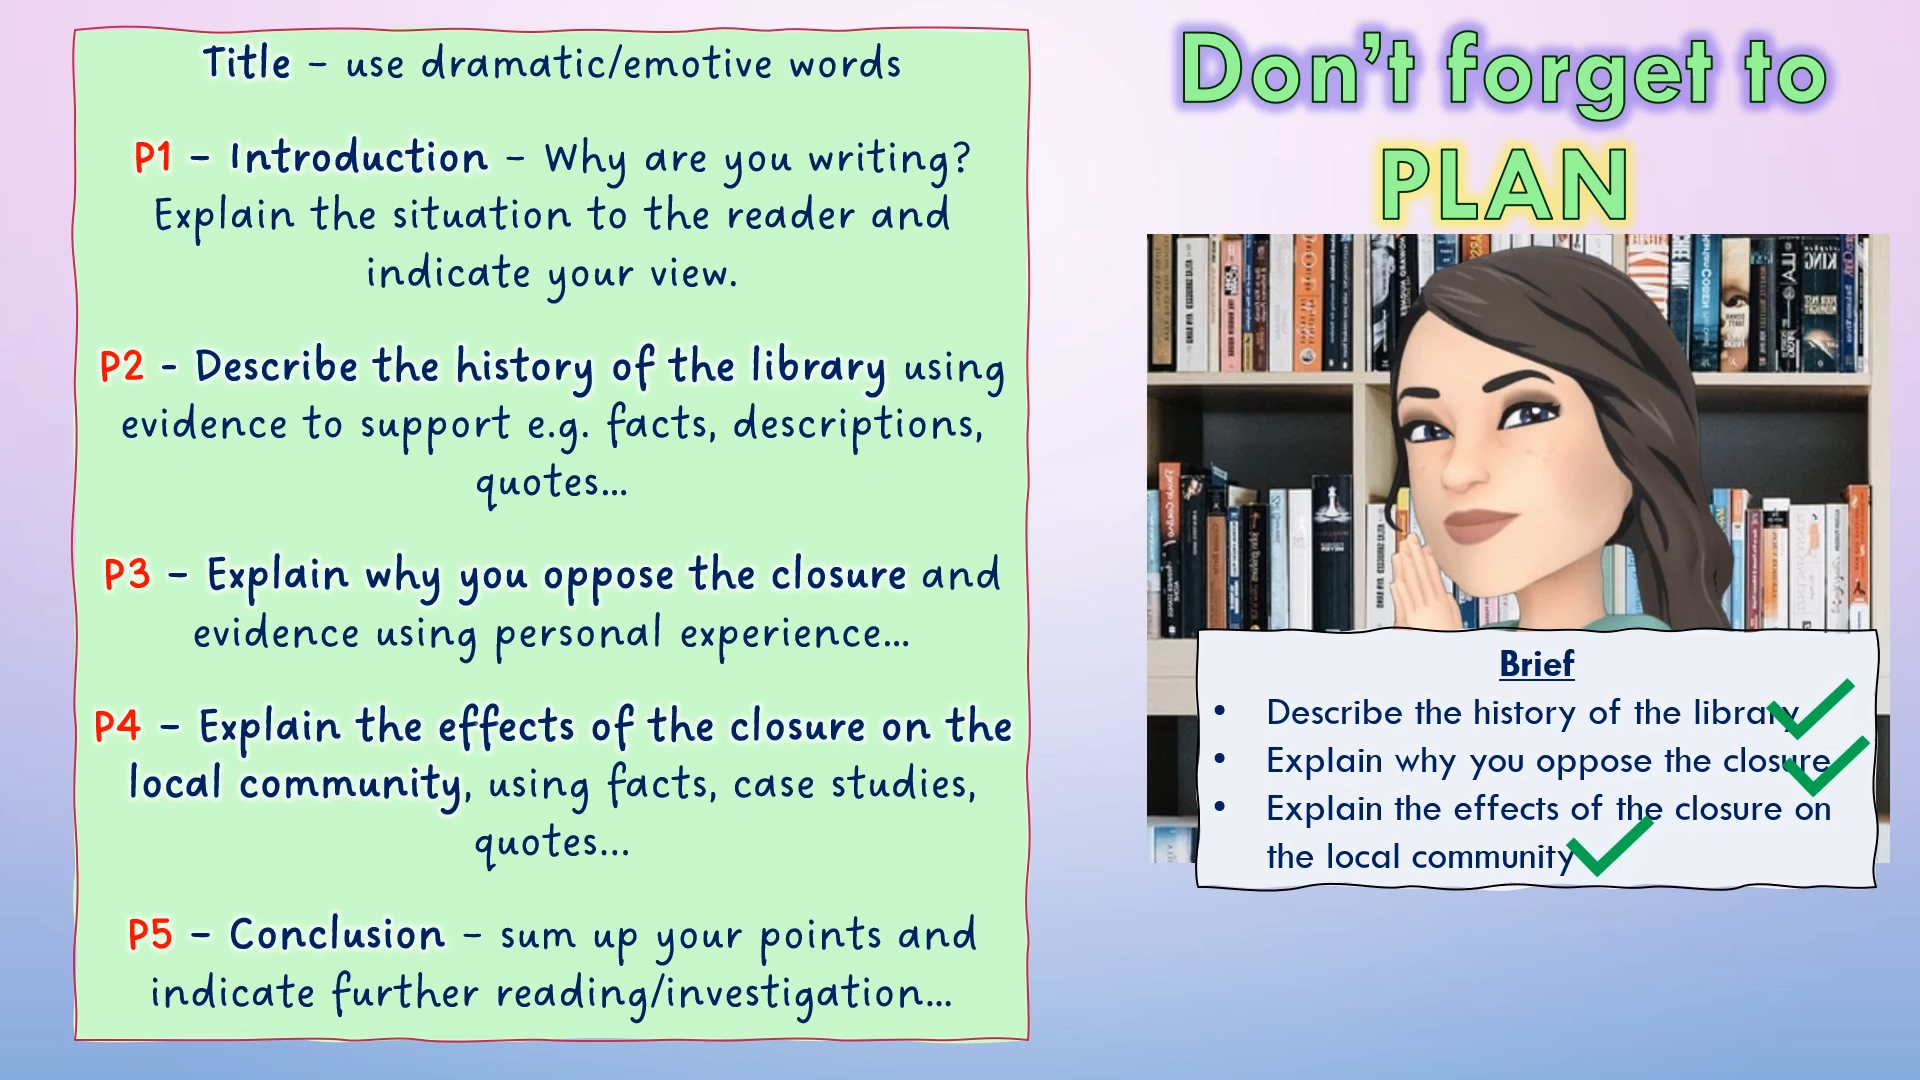 Title – use dramatic/emotive words
P1 – Introduction – Why are you writing?
Explain the situation to the reader and
indicate your view.
P2 - Describe the history of the library using
evidence to support e.g. facts, descriptions,
quotes...
P3 – Explain why you oppose the closure and
evidence using personal experience...
P4 – Explain the effects of the closure on the
local community, using facts, case studies,
quotes...
P5 – Conclusion – sum up your points and
indicate further reading/investigation...
Don't forget to
PLAN
KING
Brief
• Describe the history of the library
• Explain why you oppose the closure
• Explain the effects of the closure on
the local community